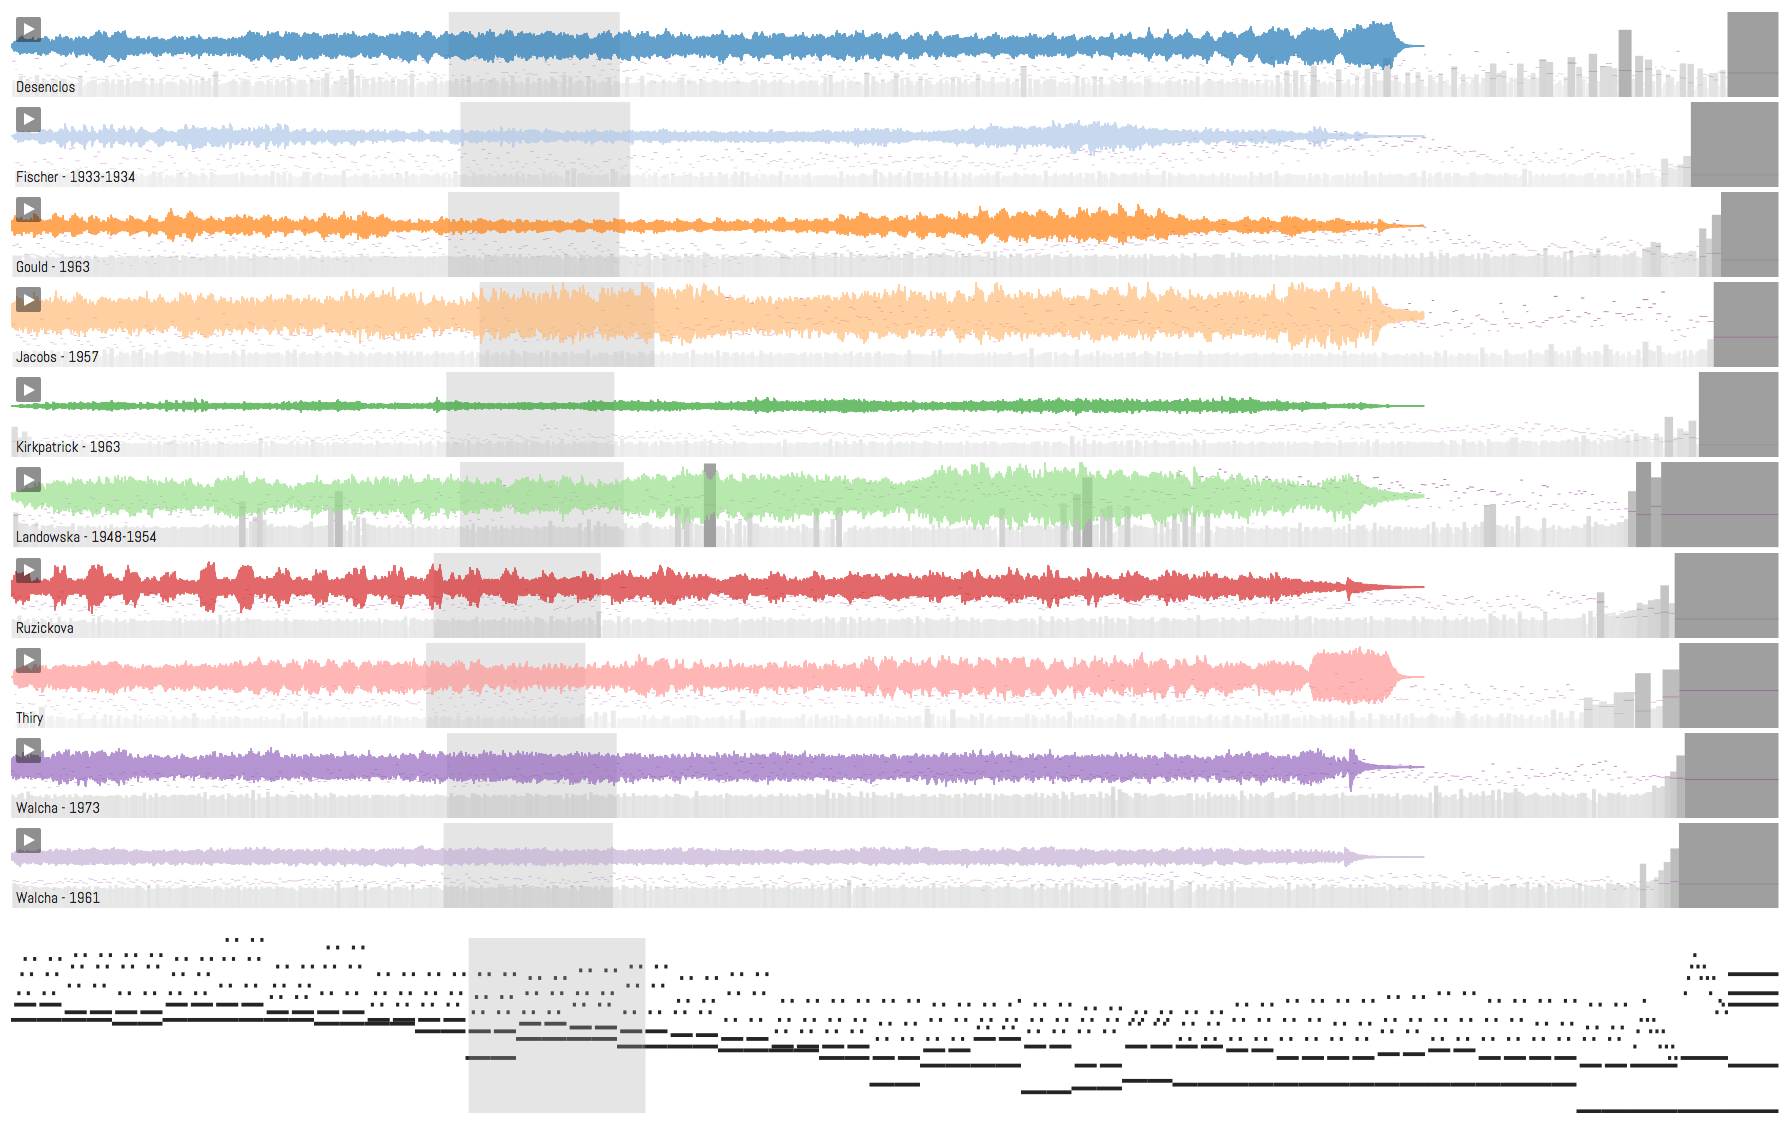 Desenclos
Fischer - 1933-1934
Gould - 1963
Jacobs - 1957
Kirkpatrick - 1963
Landowska - 1948-1954
Ruzickova
Thiry
Walcha - 1973
Walcha - 1961